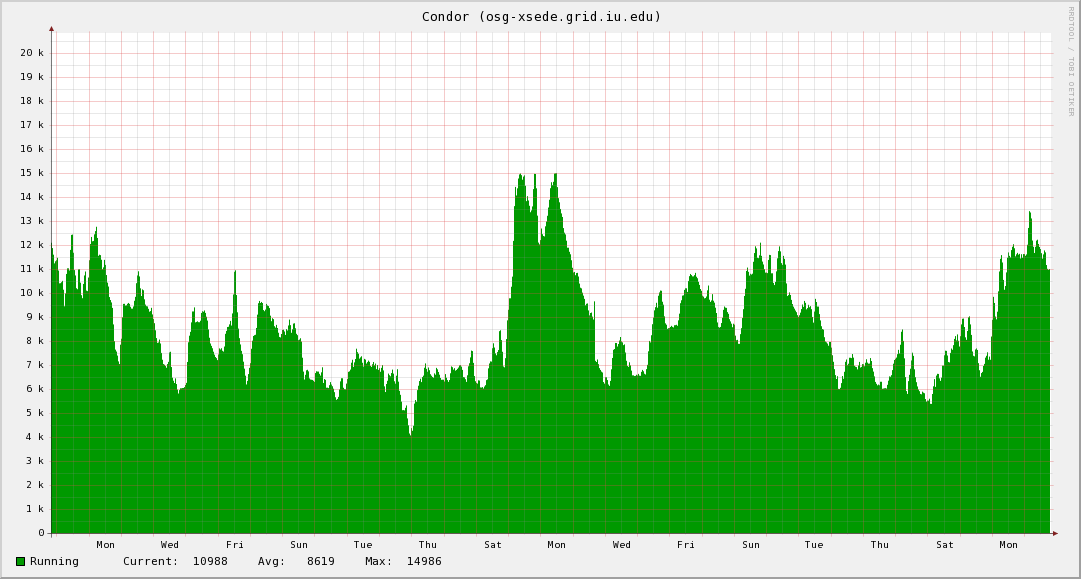 Condor (osg-xsede.grid.iu.edu)
RRDTOOL / TOBI OETIKER
20 k
19 k
18 k
17 k
16 k
15 k
14 k
13 k
12 k
11 k
10 k
9 k
8 k
7 k
6 k
5 k
4 k
3 k
2 k
1 k
0
Mon Wed Fri Sun Tue Thu Sat Mon Wed Fri Sun Tue Thu Sat Mon
Running Current: 10988 Avg: 8619 Max: 14986